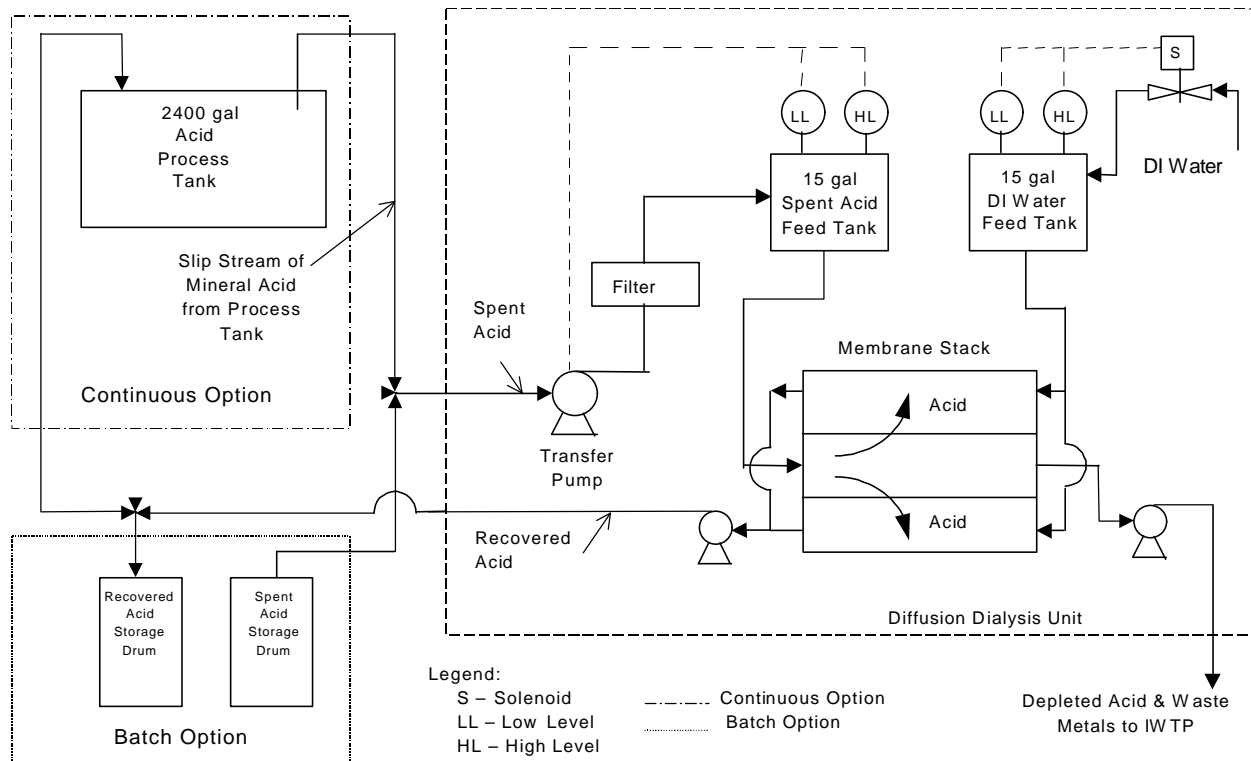 2400 gal
Acid
Process
Tank
Slip Stream of
Mineral Acid
from Process
Tank
Continuous Option
LL
HL
15 gal
Spent Acid
Feed Tank
LL
HL
15 gal
DI Water
Feed Tank
S
DI Water
Filter
Spent
Acid
Transfer
Pump
Membrane Stack
Acid
Acid
Recovered
Acid
Diffusion Dialysis Unit
Recovered
Acid
Storage
Drum
Spent
Acid
Storage
Drum
Batch Option
Legend:
S – Solenoid
LL – Low Level
HL – High Level
Continuous Option
Batch Option
Depleted Acid & Waste
Metals to IWTP